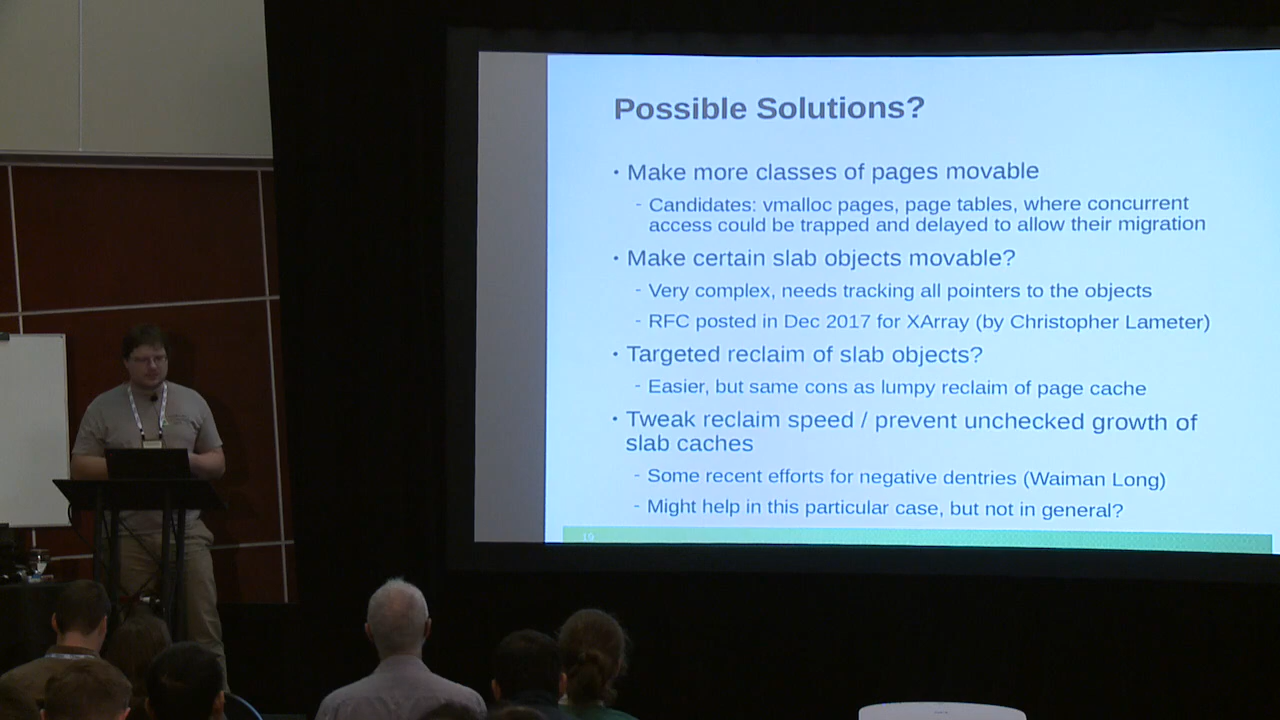 Possible Solutions?
• Make more classes of pages movable
- Candidates: vmalloc pages, page tables, where concurrent
access could be trapped and delayed to allow their migration
• Make certain slab objects movable?
- Very complex, needs tracking all pointers to the objects
- RFC posted in Dec 2017 for XArray (by Christopher Lameter)
• Targeted reclaim of slab objects?
- Easier, but same cons as lumpy reclaim of page cache
• Tweak reclaim speed / prevent unchecked growth of
slab caches
- Some recent efforts for negative dentries (Waiman Long)
- Might help in this particular case, but not in general?
19